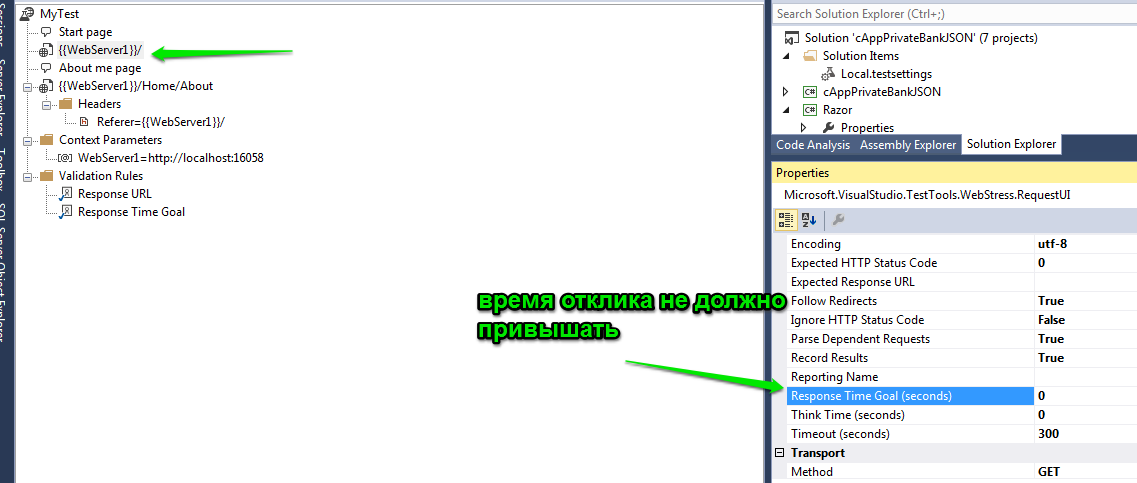 MyTest
Start page
{{WebServer1}}/
About me page
{{WebServer1}}/Home/About
Headers
Referer={{WebServer1}}/
Context Parameters
WebServer1=http://localhost:16058
Validation Rules
Response URL
Response Time Goal
Server Explorer
Toolbox
SQL Server Object Explorer
время отклика не должно
привышать
Search Solution Explorer (Ctrl+;)
Solution 'cAppPrivateBankJSON' (7 projects)
Solution Items
Local.testsettings
C# cAppPrivateBankJSON
C# Razor
Properties
Code Analysis Assembly Explorer Solution Explorer
Properties
Microsoft.VisualStudio.TestTools.WebStress.RequestUI
Encoding utf-8
Expected HTTP Status Code 0
Expected Response URL
Follow Redirects True
Ignore HTTP Status Code False
Parse Dependent Requests True
Record Results True
Reporting Name
Response Time Goal (seconds) 0
Think Time (seconds) 0
Timeout (seconds) 300
Transport
Method GET